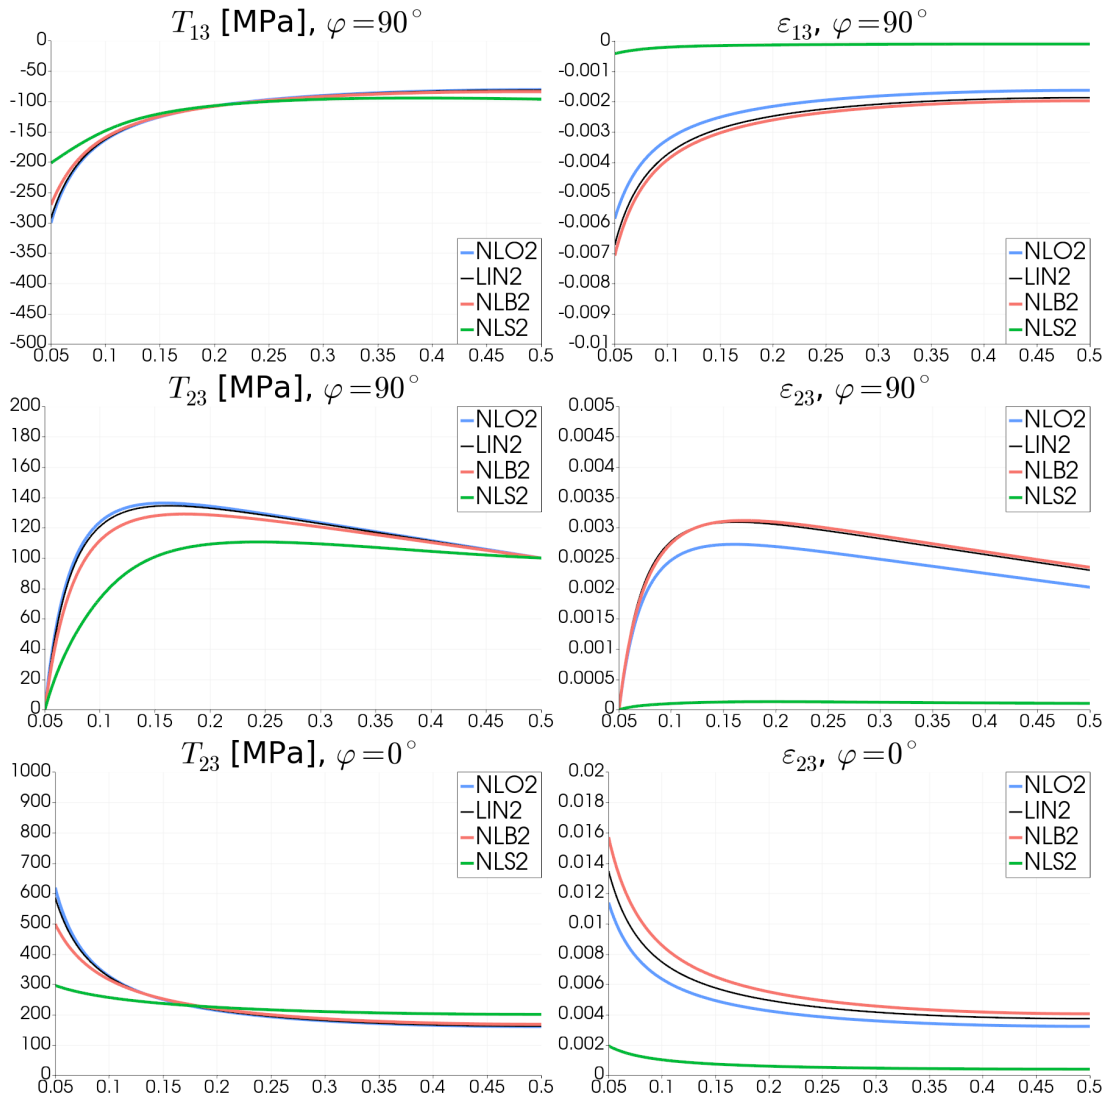 T₁₃ [MPa], φ=90°
0
-50
-100
-150
-200
-250
-300
-350
-400
-450
-500
0.05 0.1 0.15 0.2 0.25 0.3 0.35 0.4 0.45 0.5
NLO2
LIN2
NLB2
NLS2
ε₁₃, φ=90°
0
-0.001
-0.002
-0.003
-0.004
-0.005
-0.006
-0.007
-0.008
-0.009
-0.01
0.05 0.1 0.15 0.2 0.25 0.3 0.35 0.4 0.45 0.5
NLO2
LIN2
NLB2
NLS2
T₂₃ [MPa], φ=90°
200
180
160
140
120
100
80
60
40
20
0
0.05 0.1 0.15 0.2 0.25 0.3 0.35 0.4 0.45 0.5
NLO2
LIN2
NLB2
NLS2
ε₂₃, φ=90°
0.005
0.0045
0.004
0.0035
0.003
0.0025
0.002
0.0015
0.001
0.0005
0
0.05 0.1 0.15 0.2 0.25 0.3 0.35 0.4 0.45 0.5
NLO2
LIN2
NLB2
NLS2
T₂₃ [MPa], φ=0°
1000
900
800
700
600
500
400
300
200
100
0
0.05 0.1 0.15 0.2 0.25 0.3 0.35 0.4 0.45 0.5
NLO2
LIN2
NLB2
NLS2
ε₂₃, φ=0°
0.02
0.018
0.016
0.014
0.012
0.01
0.008
0.006
0.004
0.002
0
0.05 0.1 0.15 0.2 0.25 0.3 0.35 0.4 0.45 0.5
NLO2
LIN2
NLB2
NLS2